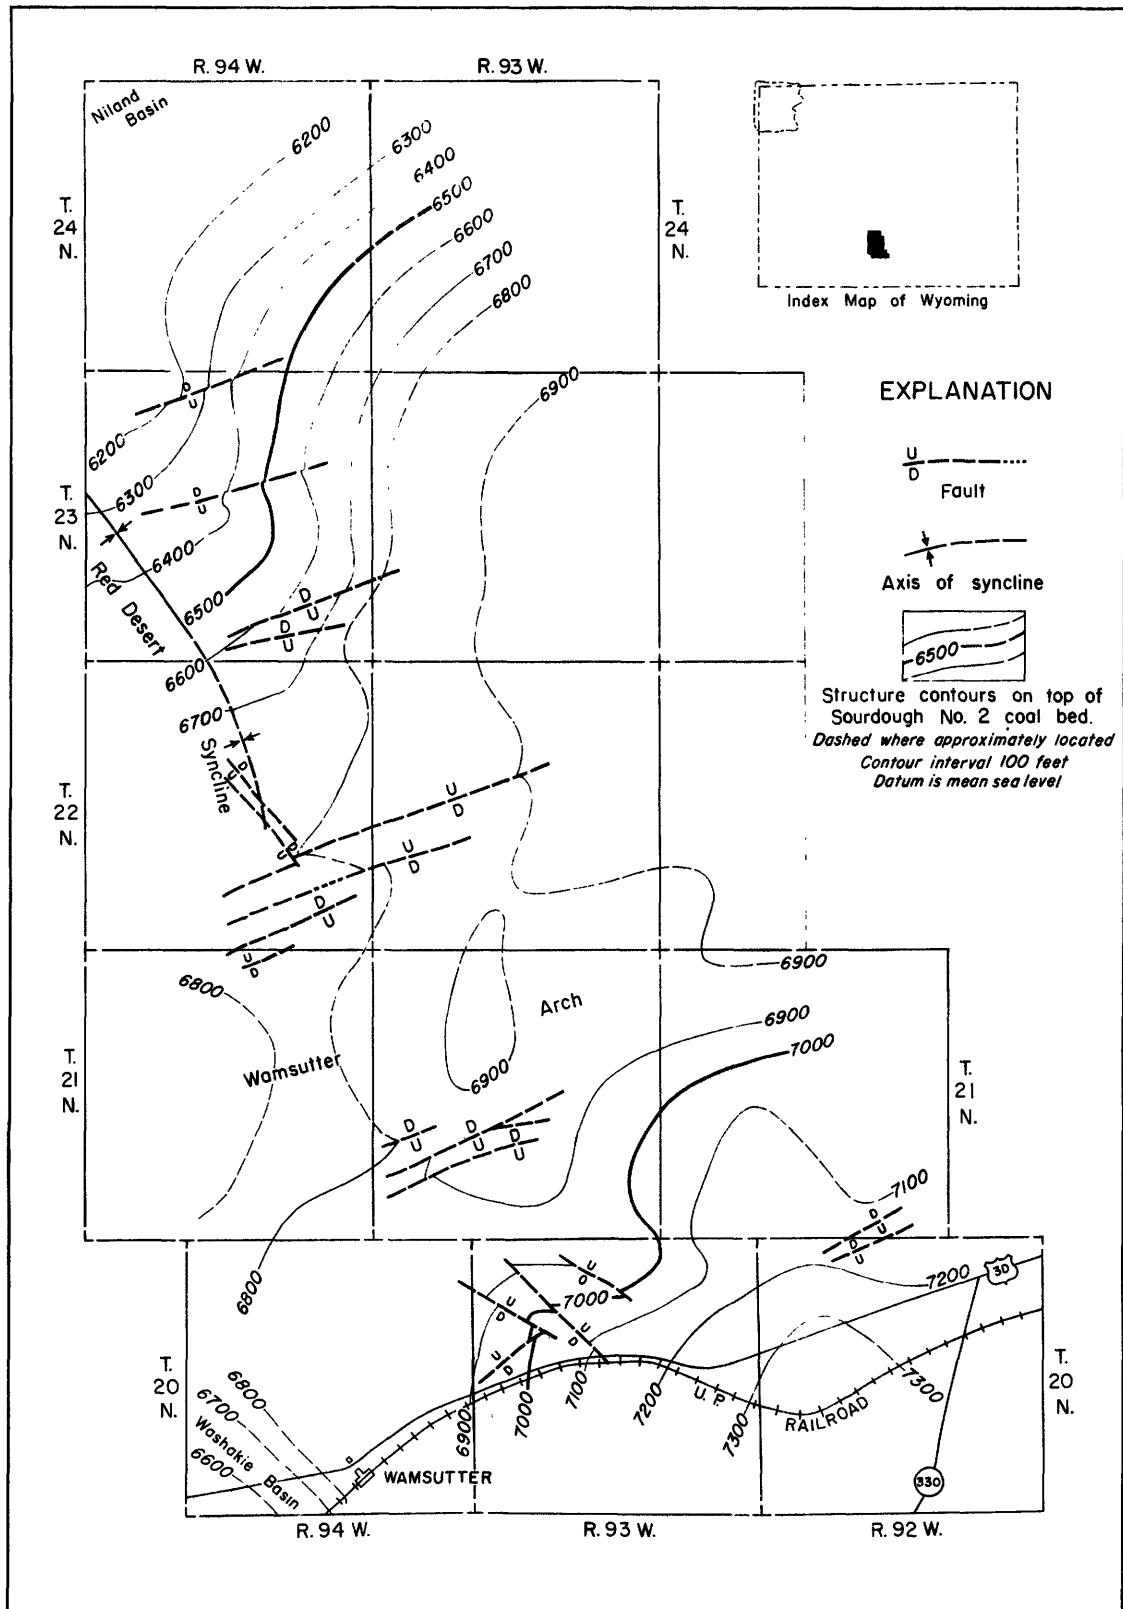 R. 94 W.
R. 93 W.
Niland
Basin
6200
6300
6400
6500
6600
6700
6800
T.
24
N.
T.
24
N.
Index Map of Wyoming
6900
EXPLANATION
U
D
Fault
Axis of syncline
6500
Structure contours on top of
Sourdough No. 2 coal bed.
Dashed where approximately located
Contour interval 100 feet
Datum is mean sea level
D
U
6200
6300
D
U
T.
23
N.
6400
Red Desert
6500
D
U
D
U
6600
6700
Syncline
D
U
T.
22
N.
U
D
U
D
U
D
D
U
U
D
6800
6900
Arch
6900
7000
Wamsutter
6900
T.
21
N.
T.
21
N.
D
U
D
U
D
U
7100
D
U
D
U
6800
U
D
7000
U
D
U
D
U
D
7200
30
T.
20
N.
T.
20
N.
6800
6700
6600
Washakie Basin
WAMSUTTER
6900
7000
7100
7200
7300
7300
U. P.
RAILROAD
330
R. 94 W.
R. 93 W.
R. 92 W.